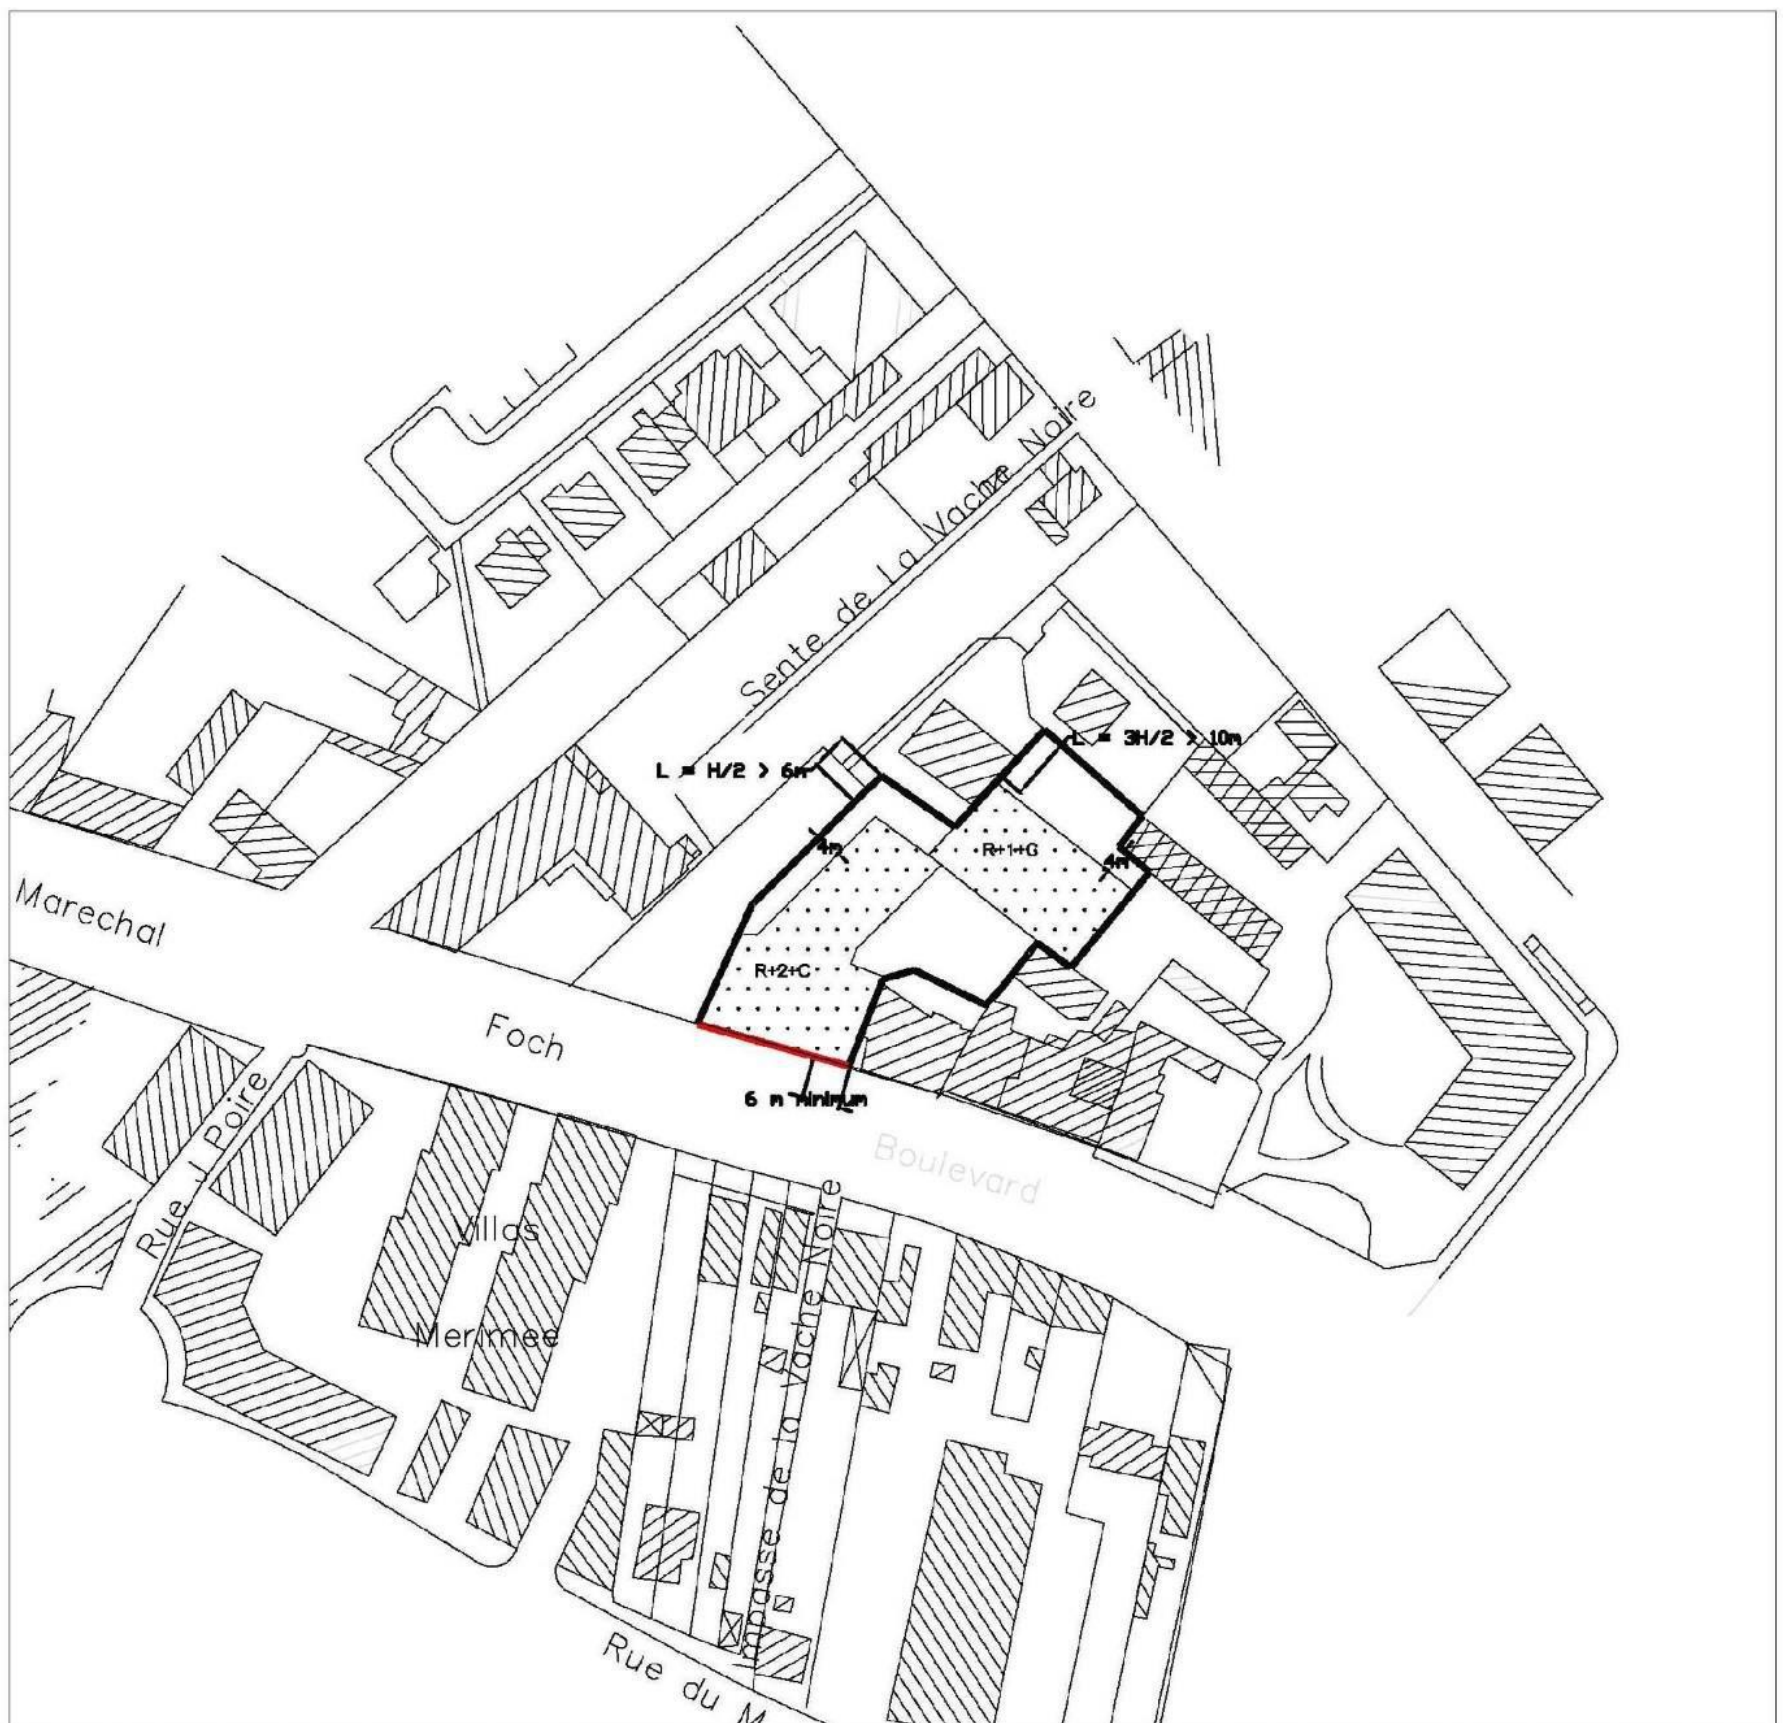 Sente de La Vache Noire
L = 3H/2 > 10m
L = H/2 > 6m
4m
R+1+C
4m
Marechal
R+2+C
Foch
6 m minimum
Boulevard
Rue J Poire
Villas
Merimee
Impasse de la Vache Noire
Rue du M